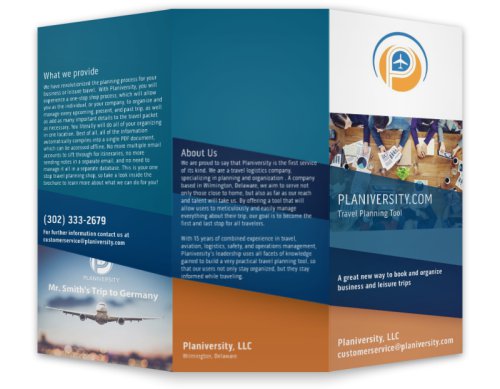 What we provide
We have revolutionized the planning process for your
business or leisure travel. With Planiversity, you will
experience a one-stop shop process, which will allow
you as the individual, or your company, to organize and
manage every upcoming, present, and past trip, as well
as add as many important details to the travel packet
as necessary. You literally will do all of your organizing
in one location. Best of all, all of the information
automatically compiles into a single PDF document,
which can be accessed offline. No more multiple email
accounts to sift through for itineraries, no more
sending notes in a separate email, and no need to
manage it all in a separate database. This is your one
stop travel planning shop, so take a look inside the
brochure to learn more about what we can do for you!
(302) 333-2679
For further information contact us at
customerservice@planiversity.com
PLANIVERSITY
Mr. Smith's Trip to Germany
About Us
We are proud to say that Planiversity is the first service
of its kind. We are a travel logistics company,
specializing in planning and organization . A company
based in Wilmington, Delaware, we aim to serve not
only those close to home, but also as far as our reach
and talent will take us. By offering a tool that will
allow users to meticulously and easily manage
everything about their trip, our goal is to become the
first and last stop for all travelers.
With 15 years of combined experience in travel,
aviation, logistics, safety, and operations management,
Planiversity's leadership uses all facets of knowledge
gained to build a very practical travel planning tool, so
that our users not only stay organized, but they stay
informed while traveling.
Planiversity, LLC
Wilmington, Delaware
P
PLANIVERSITY.COM
Travel Planning Tool
A great new way to book and organize
business and leisure trips
Planiversity, LLC
customerservice@planiversity.com